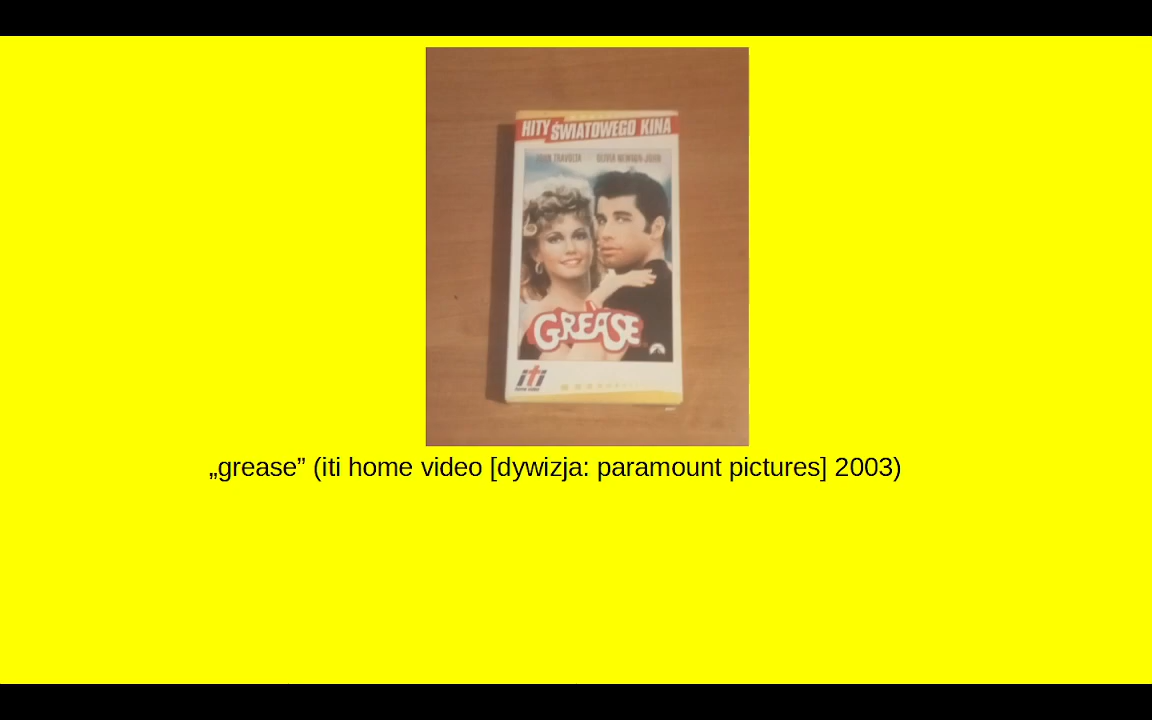 HITY ŚWIATOWEGO KINA
JOHN TRAVOLTA OLIVIA NEWTON-JOHN
GREASE
iti
„grease” (iti home video [dywizja: paramount pictures] 2003)